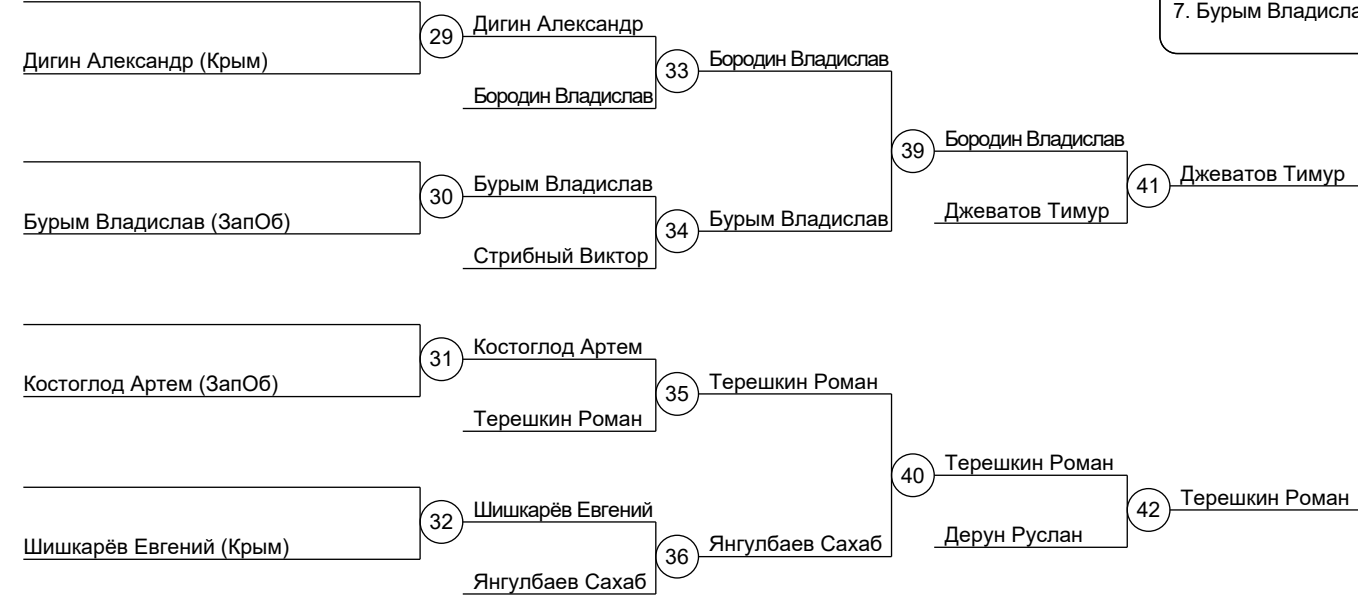 7. Бурым
29
Дигин Александр
Дигин Александр (Крым)
33
Бородин Владислав
Бородин Владислав
39
Бородин Владислав
30
Бурым Владислав
41
Джеватов Тимур
Бурым Владислав (ЗапОб)
34
Бурым Владислав
Джеватов Тимур
Стрибный Виктор
31
Костоглод Артем
Костоглод Артем (ЗапОб)
35
Терешкин Роман
Терешкин Роман
40
Терешкин Роман
32
Шишкарёв Евгений
42
Терешкин Роман
Шишкарёв Евгений (Крым)
36
Янгулбаев Сахаб
Дерун Руслан
Янгулбаев Сахаб